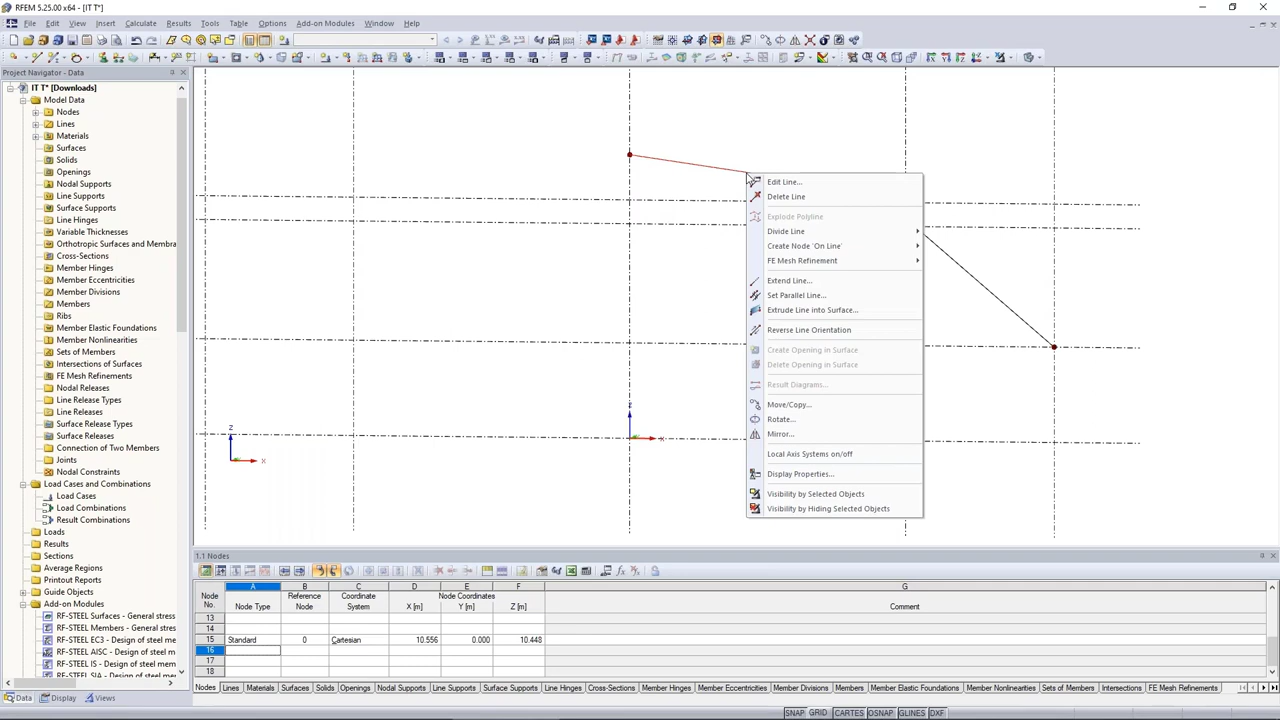 RFEM 5.25.00 x64 - [IT T*]
File Edit View Insert Calculate Results Tools Table Options Add-on Modules Window Help
Project Navigator - Data
IT T* [Downloads]
Model Data
Nodes
Lines
Materials
Surfaces
Solids
Openings
Nodal Supports
Line Supports
Surface Supports
Line Hinges
Variable Thicknesses
Orthotropic Surfaces and Membra
Cross-Sections
Member Hinges
Member Eccentricities
Member Divisions
Members
Ribs
Member Elastic Foundations
Member Nonlinearities
Sets of Members
Intersections of Surfaces
FE Mesh Refinements
Nodal Releases
Line Release Types
Line Releases
Surface Release Types
Surface Releases
Connection of Two Members
Joints
Nodal Constraints
Load Cases and Combinations
Load Cases
Load Combinations
Result Combinations
Loads
Results
Sections
Average Regions
Printout Reports
Guide Objects
Add-on Modules
RF-STEEL Surfaces - General stress
RF-STEEL Members - General stres
RF-STEEL EC3 - Design of steel me
RF-STEEL AISC - Design of steel m
RF-STEEL IS - Design of steel mem
RF-STEEL SIA - Design of steel me
Data Display Views
Z
X
Z
X
Edit Line...
Delete Line
Explode Polyline
Divide Line
Create Node 'On Line'
FE Mesh Refinement
Extend Line...
Set Parallel Line...
Extrude Line into Surface...
Reverse Line Orientation
Create Opening in Surface
Delete Opening in Surface
Result Diagrams...
Move/Copy...
Rotate...
Mirror...
Local Axis Systems on/off
Display Properties...
Visibility by Selected Objects
Visibility by Hiding Selected Objects
1.1 Nodes
A B C D E F G
Node Reference Coordinate Node Coordinates
No. Node Type Node System X [m] Y [m] Z [m] Comment
13
14
15 Standard 0 Cartesian 10.556 0.000 10.448
16
17
18
Nodes Lines Materials Surfaces Solids Openings Nodal Supports Line Supports Surface Supports Line Hinges Cross-Sections Member Hinges Member Eccentricities Member Divisions Members Member Elastic Foundations Member Nonlinearities Sets of Members Intersections FE Mesh Refinements
SNAP GRID CARTES OSNAP GLINES DXF